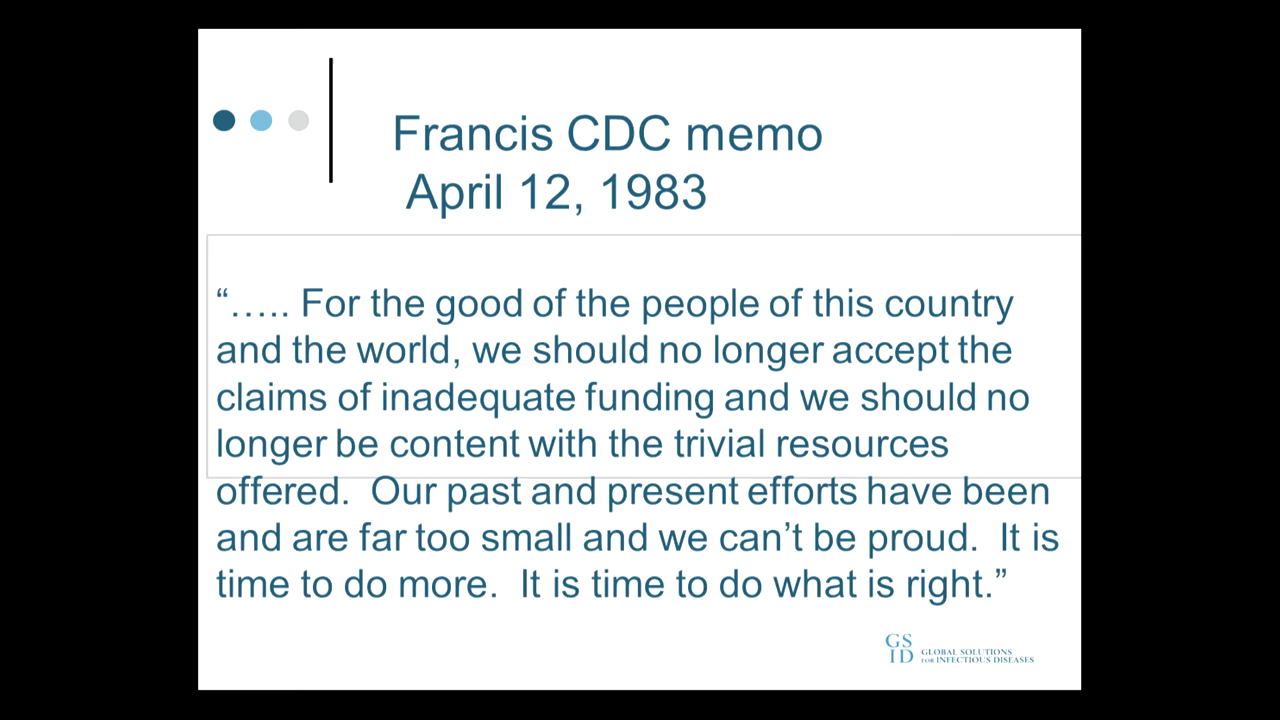 Francis CDC memo
April 12, 1983
“….. For the good of the people of this country
and the world, we should no longer accept the
claims of inadequate funding and we should no
longer be content with the trivial resources
offered.  Our past and present efforts have been
and are far too small and we can’t be proud.  It is
time to do more.  It is time to do what is right.”
GS
ID
GLOBAL SOLUTIONS
FOR INFECTIOUS DISEASES